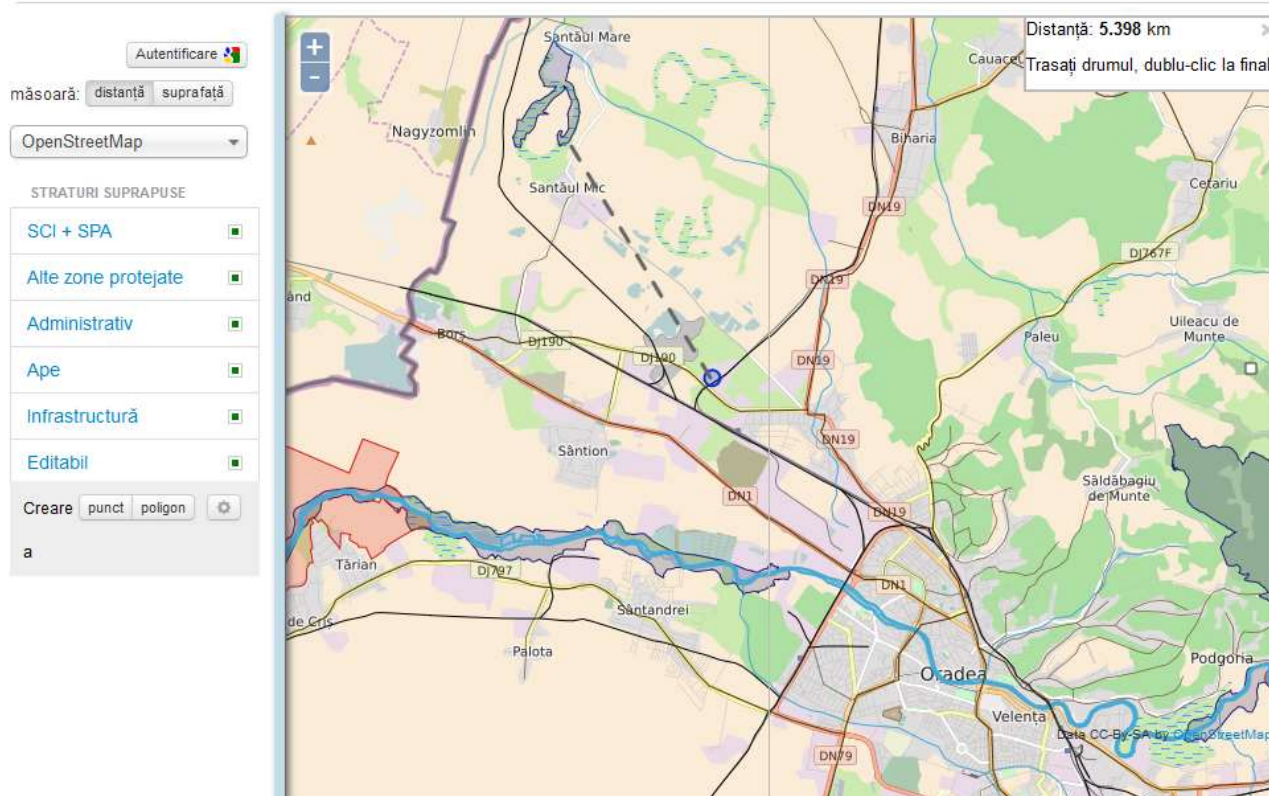 Autentificare
măsoară: distanță suprafață
OpenStreetMap
STRATURI SUPRAPUSE
SCI + SPA
Alte zone protejate
Administrativ
Ape
Infrastructură
Editabil
Creare punct poligon
a
+
-
Distanță: 5.398 km
Trasați drumul, dublu-clic la final
Santăul Mare
Cauaceu
Nagyzomlin
Biharia
Santăul Mic
Cetariu
DN19
DJ767F
DN19
ând
Borș
DJ190
DJ190
DN19
Paleu
Uileacu de
Munte
Sântion
DN19
Săldăbagiu
de Munte
DN1
DN19
Tărian
DJ797
DN1
Sântandrei
de Criș
Palota
Oradea
Podgoria
Velența
Data CC-By-SA by OpenStreetMap
DN79